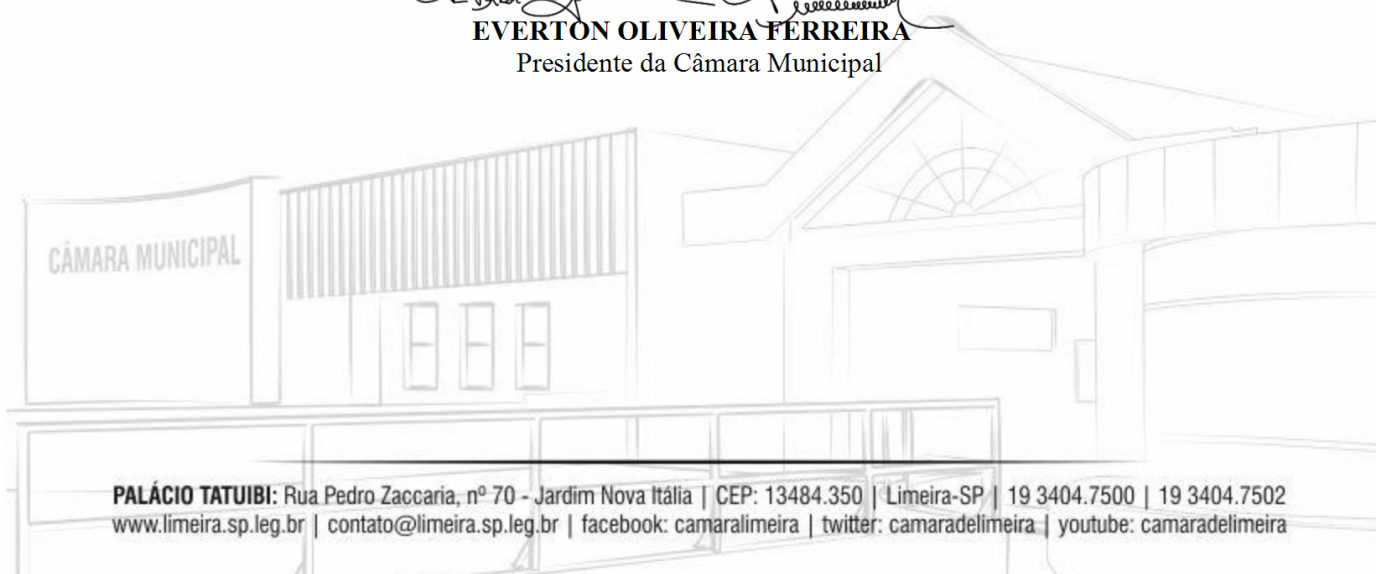 EVERTON OLIVEIRA FERREIRA
Presidente da Câmara Municipal
CÂMARA MUNICIPAL
PALÁCIO TATUIBI: Rua Pedro Zaccaria, nº 70 - Jardim Nova Itália | CEP: 13484.350 | Limeira-SP | 19 3404.7500 | 19 3404.7502
www.limeira.sp.leg.br | contato@limeira.sp.leg.br | facebook: camaralimeira | twitter: camaradelimeira | youtube: camaradelimeira